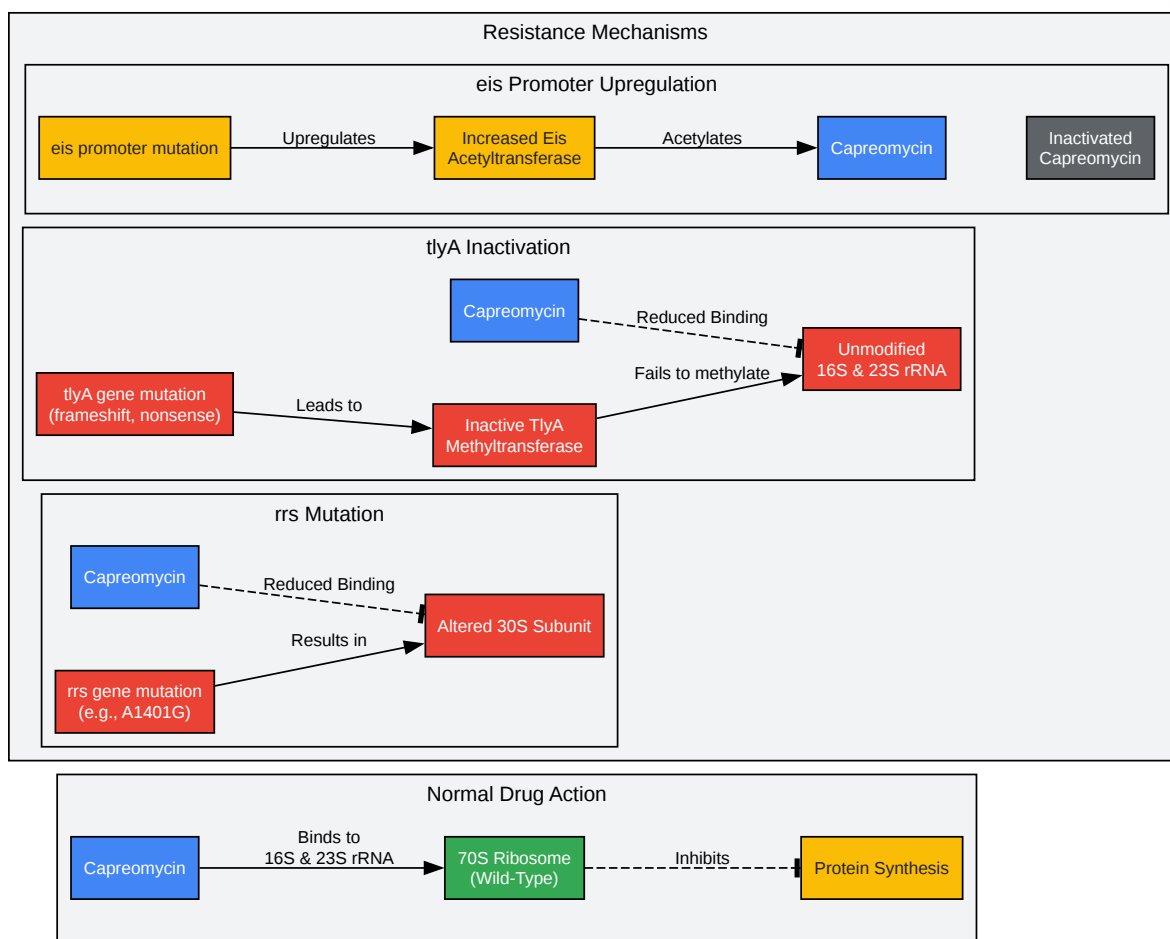 Resistance Mechanisms
eis Promoter Upregulation
eis promoter mutation
Upregulates
Increased Eis
Acetyltransferase
Acetylates
Capreomycin
Inactivated
Capreomycin
tlyA Inactivation
Capreomycin
Reduced Binding
Unmodified
16S & 23S rRNA
Fails to methylate
tlyA gene mutation
(frameshift, nonsense)
Leads to
Inactive TlyA
Methyltransferase
rrs Mutation
Capreomycin
Reduced Binding
Altered 30S Subunit
Results in
rrs gene mutation
(e.g., A1401G)
Normal Drug Action
Capreomycin
Binds to
16S & 23S rRNA
70S Ribosome
(Wild-Type)
Inhibits
Protein Synthesis